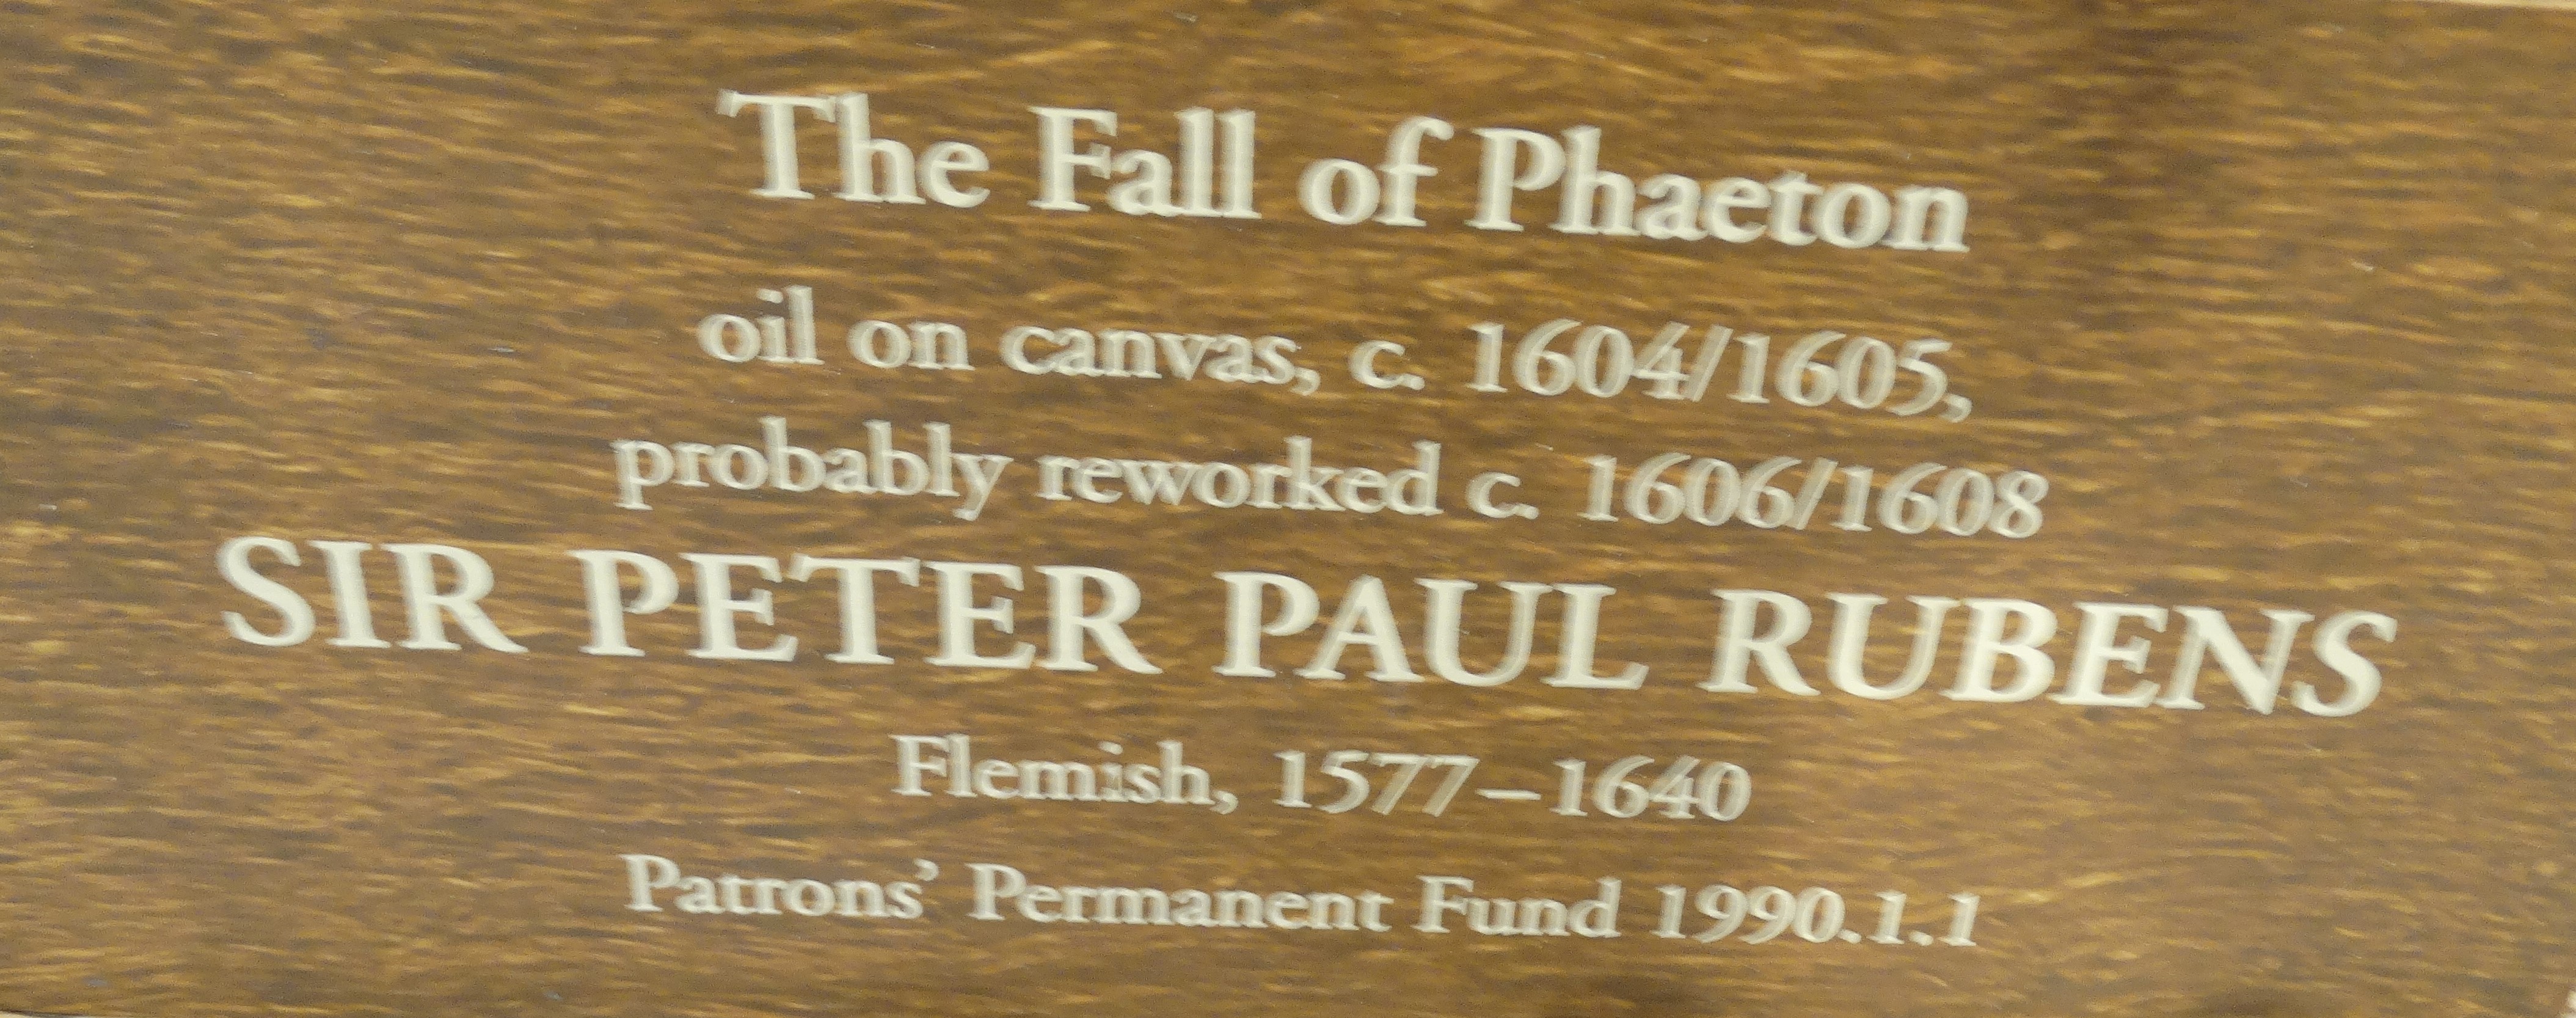 The Fall of Phaeton
oil on canvas, c. 1604/1605,
probably reworked c. 1606/1608
SIR PETER PAUL RUBENS
Flemish, 1577–1640
Patrons’ Permanent Fund 1990.1.1